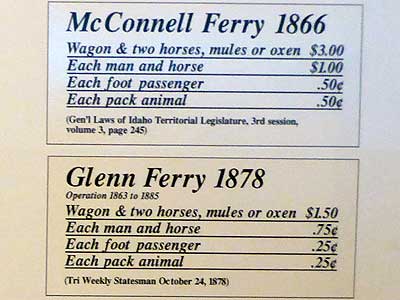 McConnell Ferry 1866
Wagon & two horses, mules or oxen $3.00
Each man and horse $1.00
Each foot passenger .50¢
Each pack animal .50¢
(Gen'l Laws of Idaho Territorial Legislature, 3rd session,
volume 3, page 245)
Glenn Ferry 1878
Operation 1863 to 1885
Wagon & two horses, mules or oxen $1.50
Each man and horse .75¢
Each foot passenger .25¢
Each pack animal .25¢
(Tri Weekly Statesman October 24, 1878)